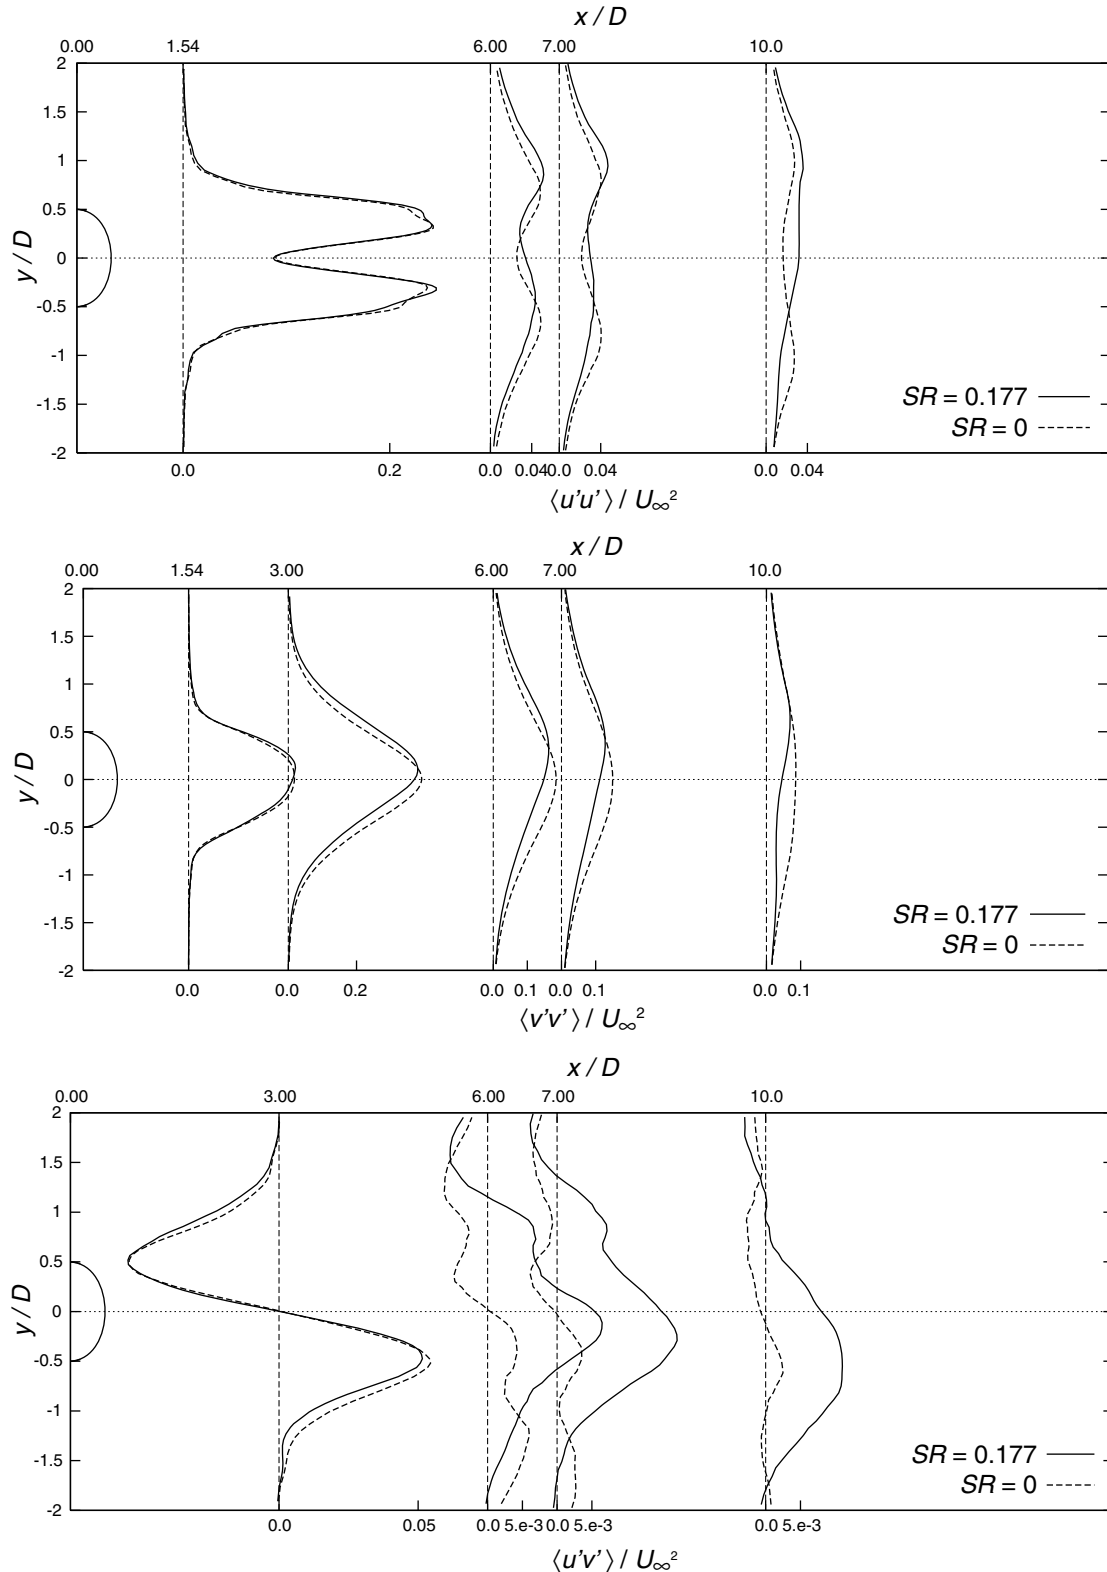 x / D
0.00 1.54 6.00 7.00 10.0
2
1.5
1
0.5
0
-0.5
-1
-1.5
-2
y / D
SR = 0.177
SR = 0
0.0 0.2 0.0 0.04 0.0 0.04 0.0 0.04
⟨u'u'⟩ / U∞²
x / D
0.00 1.54 3.00 6.00 7.00 10.0
2
1.5
1
0.5
0
-0.5
-1
-1.5
-2
y / D
SR = 0.177
SR = 0
0.0 0.0 0.2 0.0 0.1 0.0 0.1 0.0 0.1
⟨v'v'⟩ / U∞²
x / D
0.00 3.00 6.00 7.00 10.0
2
1.5
1
0.5
0
-0.5
-1
-1.5
-2
y / D
SR = 0.177
SR = 0
0.0 0.05 0.0 5.e-3 0.0 5.e-3 0.0 5.e-3
⟨u'v'⟩ / U∞²